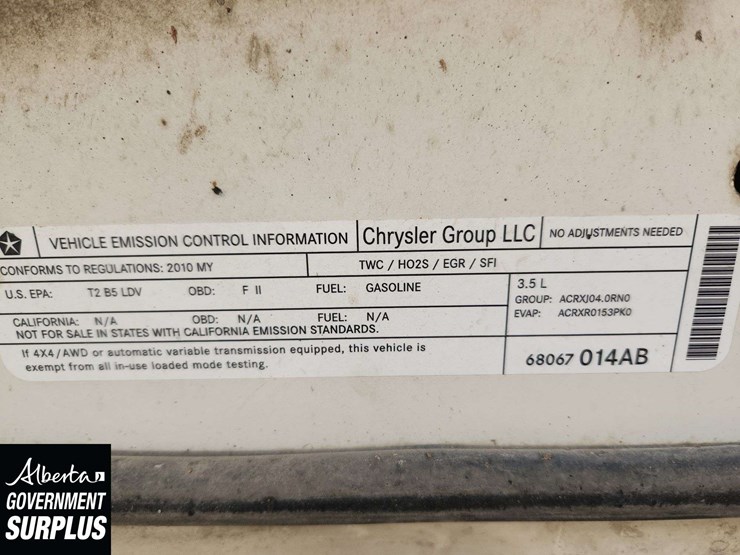 VEHICLE EMISSION CONTROL INFORMATION Chrysler Group LLC NO ADJUSTMENTS NEEDED
CONFORMS TO REGULATIONS: 2010 MY TWC / HO2S / EGR / SFI
U.S. EPA: T2 B5 LDV OBD: F II FUEL: GASOLINE
3.5 L
GROUP: ACRXJ04.0RN0
EVAP: ACRXR0153PK0
CALIFORNIA: N/A OBD: N/A FUEL: N/A
NOT FOR SALE IN STATES WITH CALIFORNIA EMISSION STANDARDS.
If 4X4/AWD or automatic variable transmission equipped, this vehicle is
exempt from all in-use loaded mode testing.
68067 014AB
Alberta
GOVERNMENT
SURPLUS